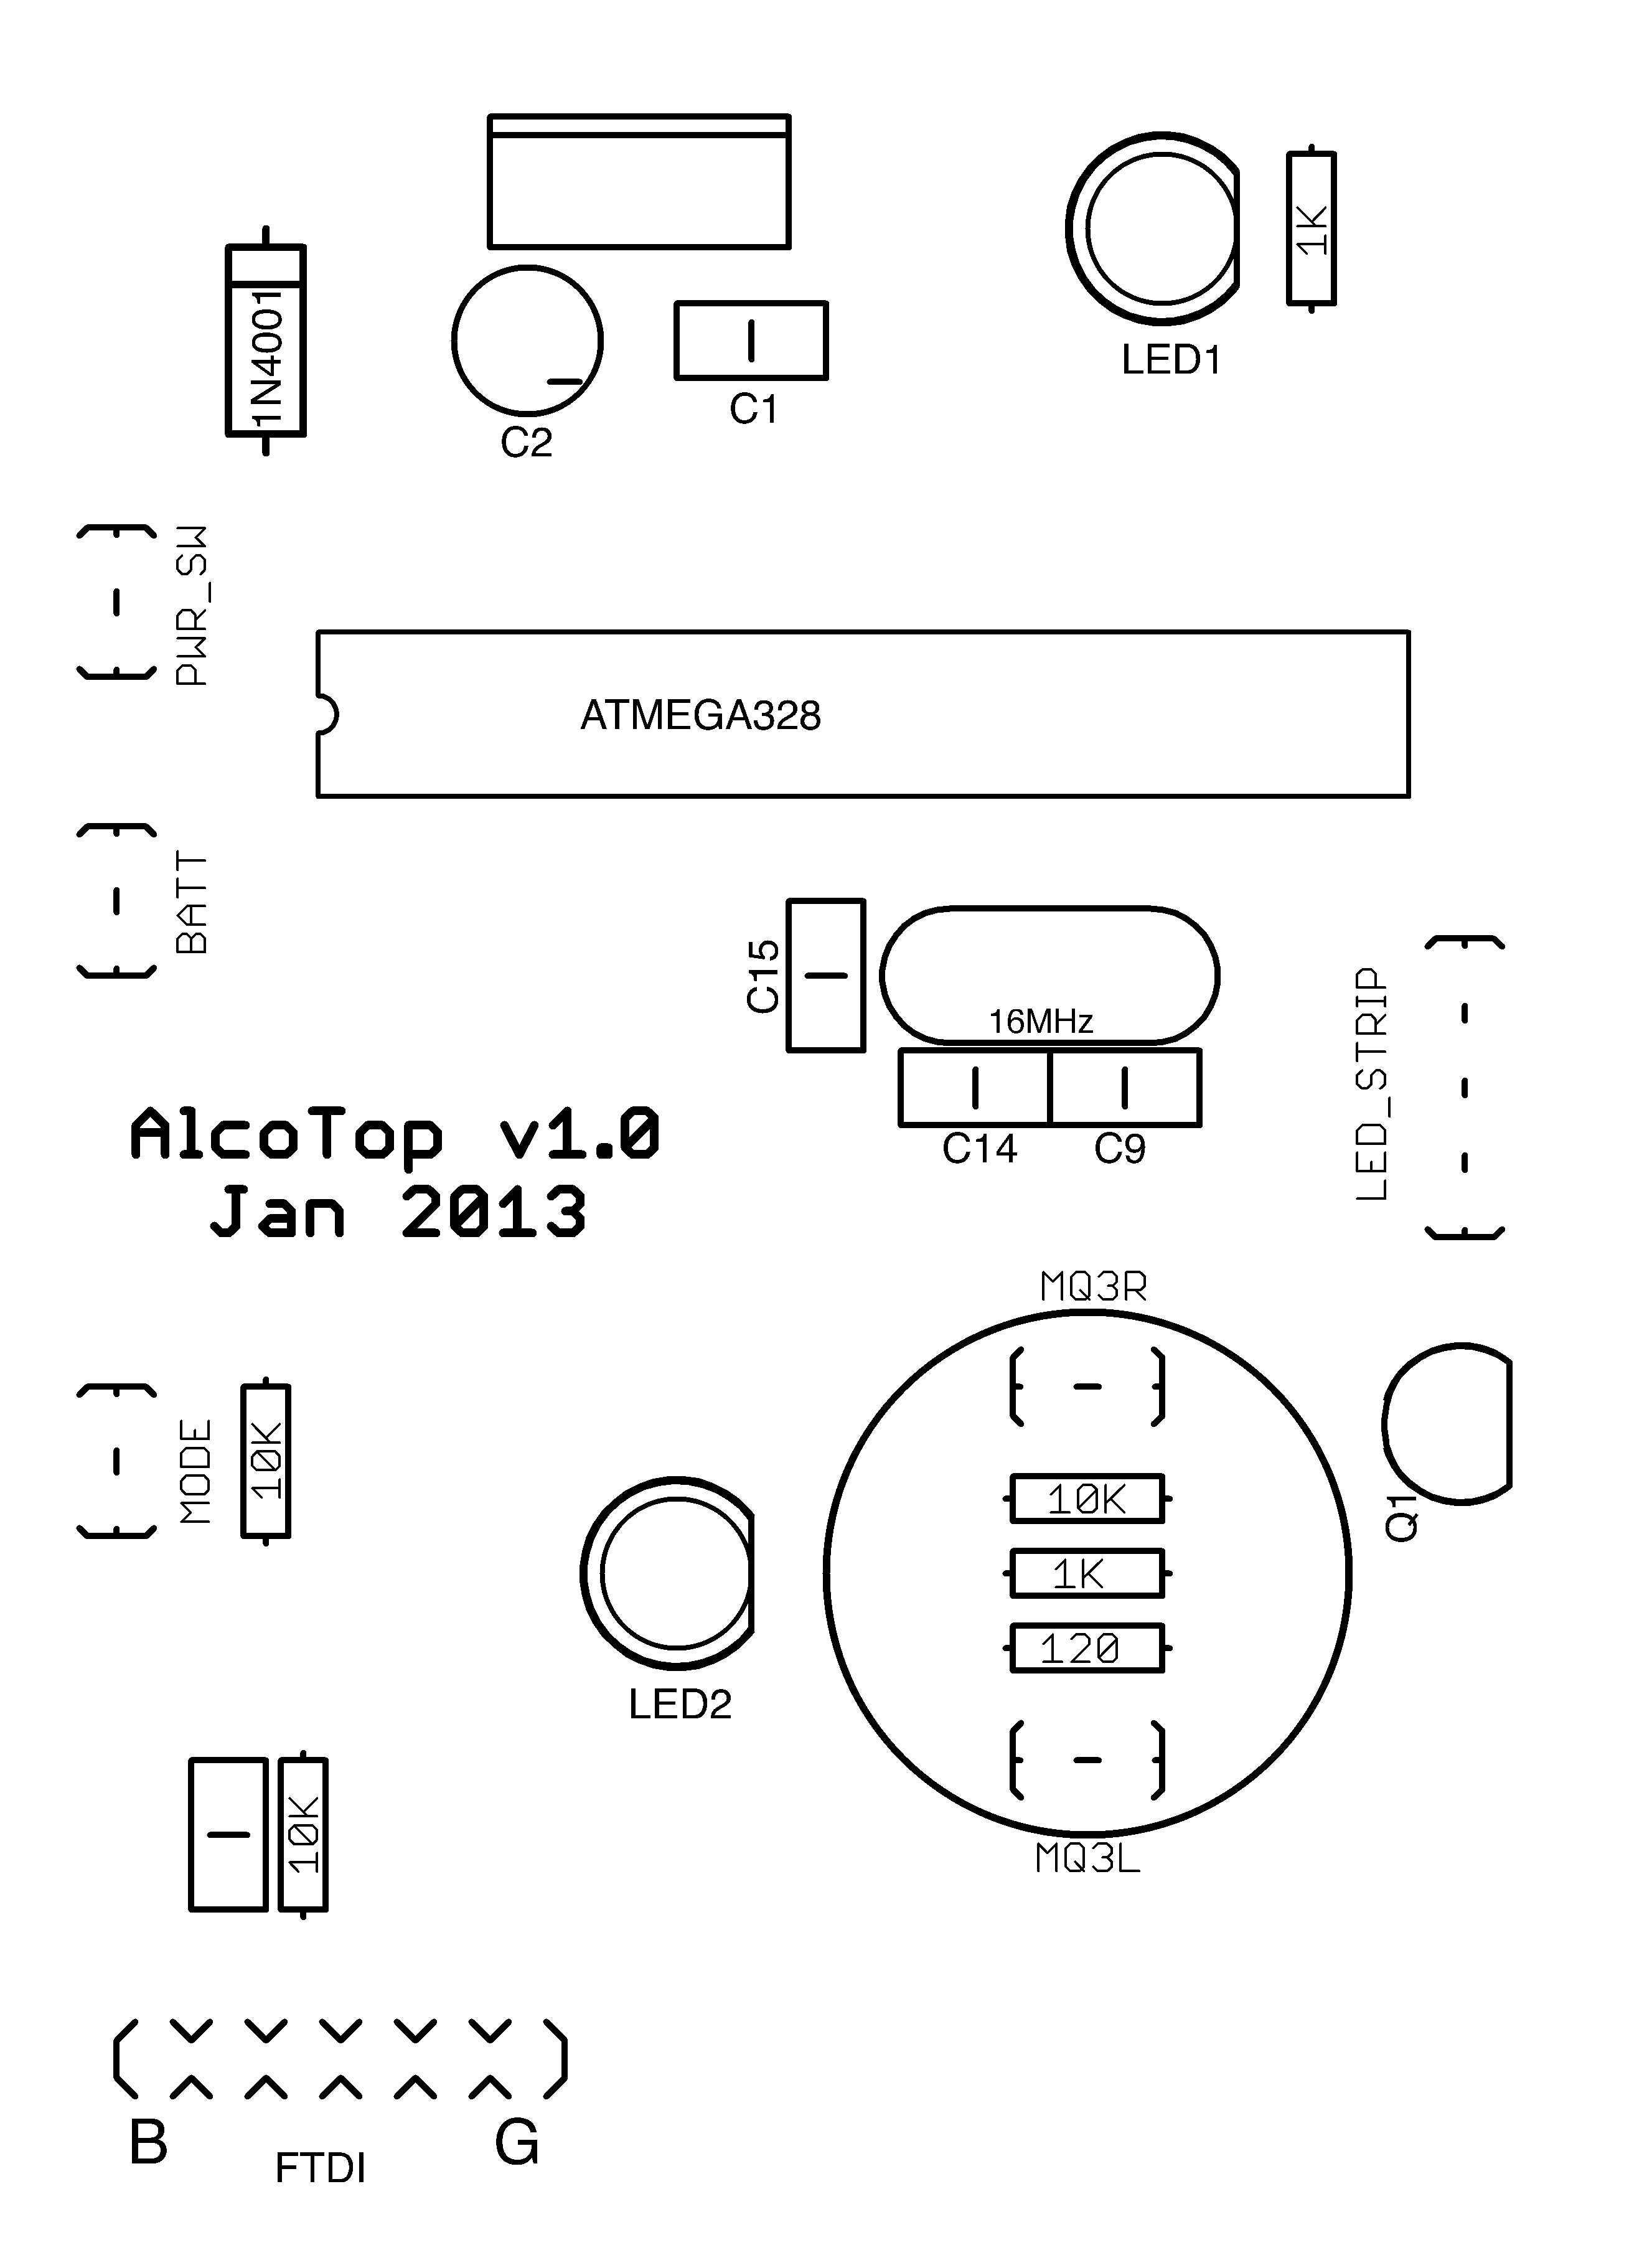 1K
LED1
1N4001
C1
C2
PWR_SW
ATMEGA328
BATT
C15
16MHz
LED_STRIP
C14
C9
AlcoTop v1.0
Jan 2013
MQ3R
MODE
10K
10K
Q1
1K
120
LED2
10K
MQ3L
B
G
FTDI